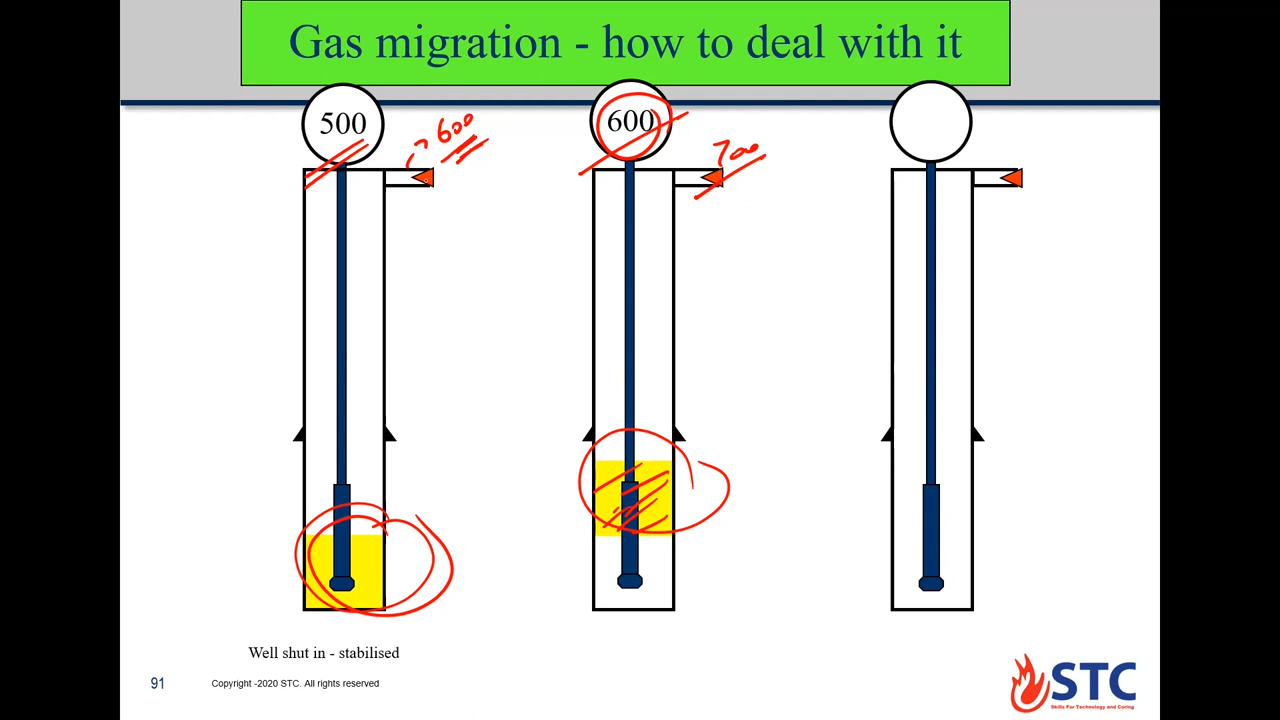 Gas migration - how to deal with it
500
600
600
700
Well shut in - stabilised
91
Copyright -2020 STC. All rights reserved
STC
Skills For Technology and Caring